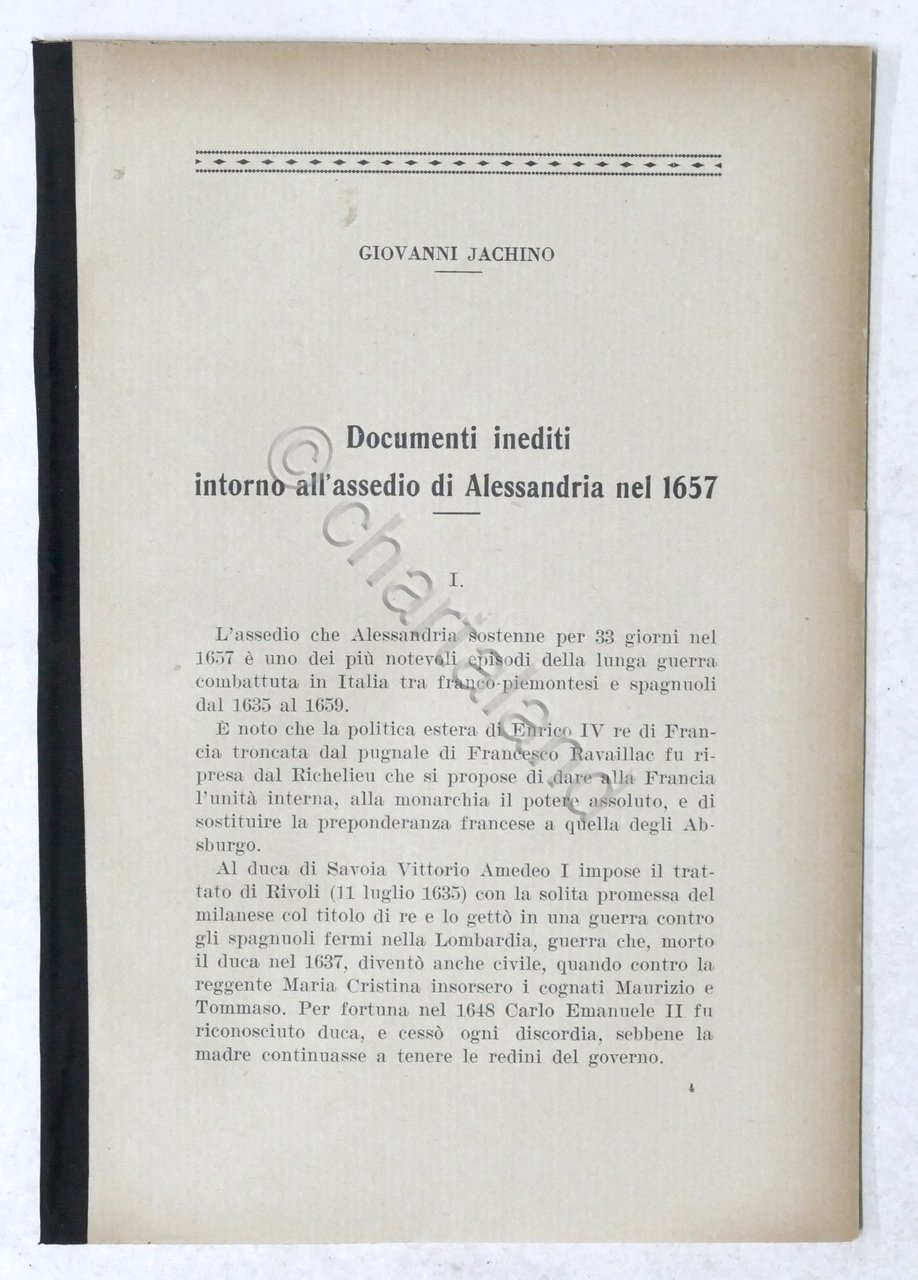 GIOVANNI JACHINO
Documenti inediti
intorno all'assedio di Alessandria nel 1657
I.
L'assedio che Alessandria sostenne per 33 giorni nel
1657 è uno dei più notevoli episodi della lunga guerra
combattuta in Italia tra franco-piemontesi e spagnuoli
dal 1635 al 1659.
È noto che la politica estera di Enrico IV re di Fran-
cia troncata dal pugnale di Francesco Ravaillac fu ri-
presa dal Richelieu che si propose di dare alla Francia
l'unità interna, alla monarchia il potere assoluto, e di
sostituire la preponderanza francese a quella degli Ab-
sburgo.
Al duca di Savoia Vittorio Amedeo I impose il trat-
tato di Rivoli (11 luglio 1635) con la solita promessa del
milanese col titolo di re e lo gettò in una guerra contro
gli spagnuoli fermi nella Lombardia, guerra che, morto
il duca nel 1637, diventò anche civile, quando contro la
reggente Maria Cristina insorsero i cognati Maurizio e
Tommaso. Per fortuna nel 1648 Carlo Emanuele II fu
riconosciuto duca, e cessò ogni discordia, sebbene la
madre continuasse a tenere le redini del governo.
4
© chartaland